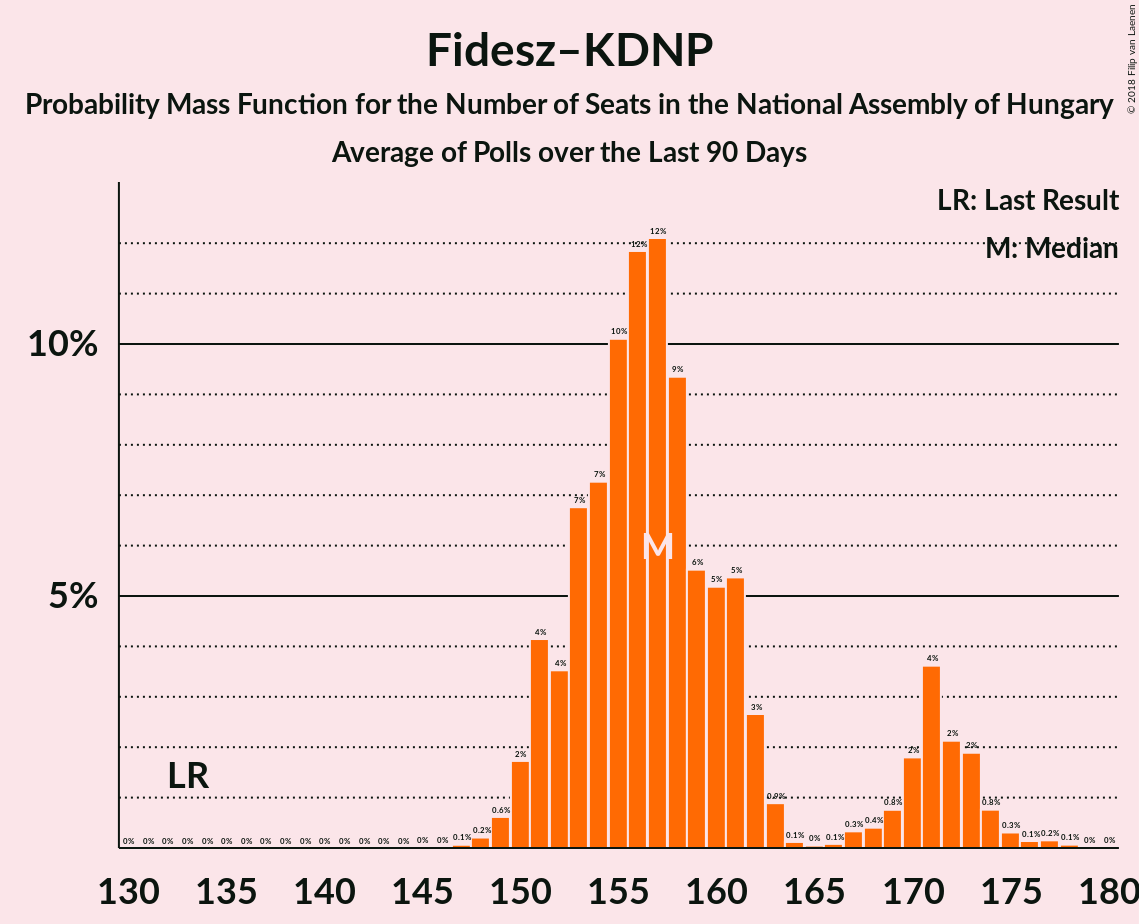 Fidesz–KDNP
Probability Mass Function for the Number of Seats in the National Assembly of Hungary
Average of Polls over the Last 90 Days
© 2018 Filip van Laenen
LR: Last Result
M: Median
10%
5%
0% 0% 0% 0% 0% 0% 0% 0% 0% 0% 0% 0% 0% 0% 0% 0% 0% 0.1% 0.2% 0.6% 2% 4% 4% 7% 7% 10% 12% 12% 9% 6% 5% 5% 3% 0.9% 0.1% 0% 0.1% 0.3% 0.4% 0.8% 2% 4% 2% 2% 0.8% 0.3% 0.1% 0.2% 0.1% 0% 0%
M
LR
130 135 140 145 150 155 160 165 170 175 180